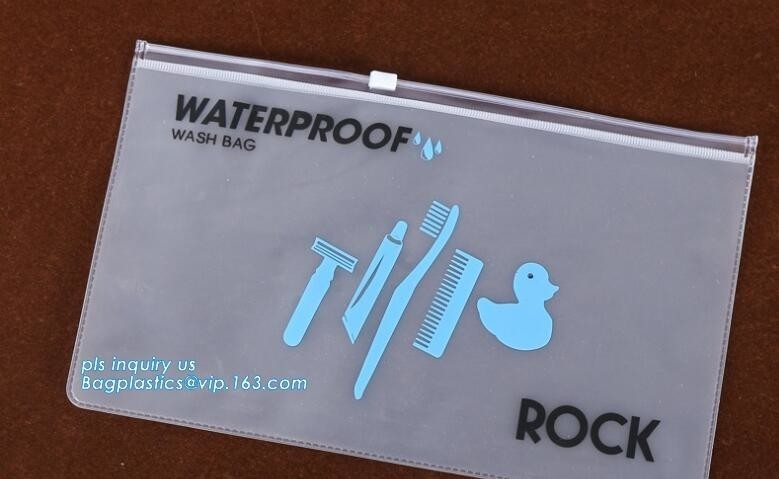 WATERPROOF
WASH BAG
pls inquiry us
Bagplastics@vip.163.com
ROCK